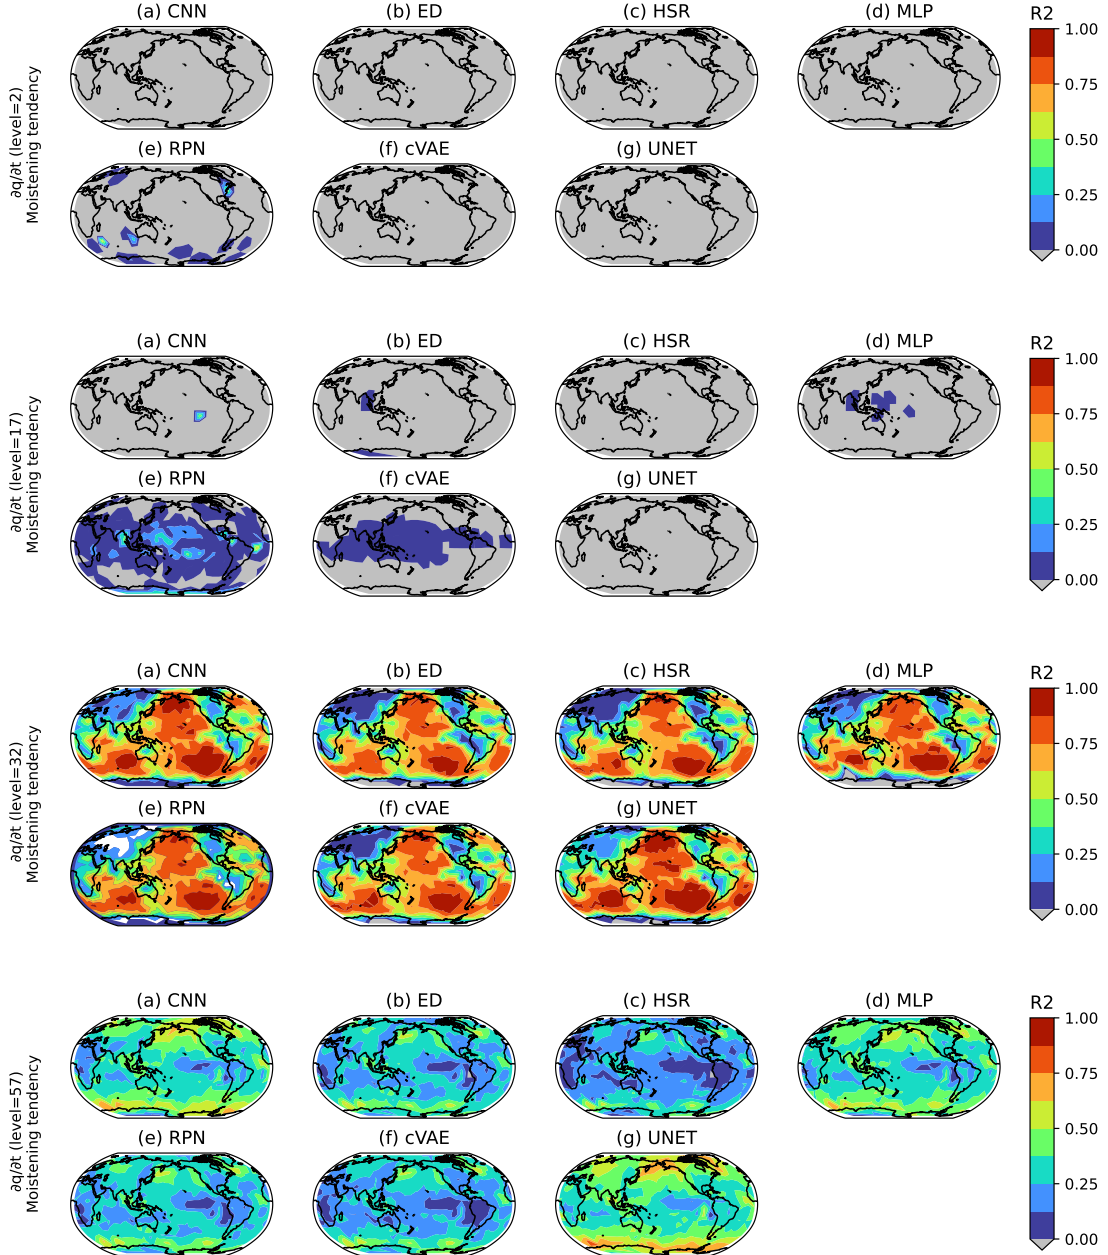 (a) CNN
(b) ED
(c) HSR
(d) MLP
R2
∂q/∂t (level=2)
Moistening tendency
(e) RPN
(f) cVAE
(g) UNET
1.00
0.75
0.50
0.25
0.00
(a) CNN
(b) ED
(c) HSR
(d) MLP
R2
∂q/∂t (level=17)
Moistening tendency
(e) RPN
(f) cVAE
(g) UNET
1.00
0.75
0.50
0.25
0.00
(a) CNN
(b) ED
(c) HSR
(d) MLP
R2
∂q/∂t (level=32)
Moistening tendency
(e) RPN
(f) cVAE
(g) UNET
1.00
0.75
0.50
0.25
0.00
(a) CNN
(b) ED
(c) HSR
(d) MLP
R2
∂q/∂t (level=57)
Moistening tendency
(e) RPN
(f) cVAE
(g) UNET
1.00
0.75
0.50
0.25
0.00